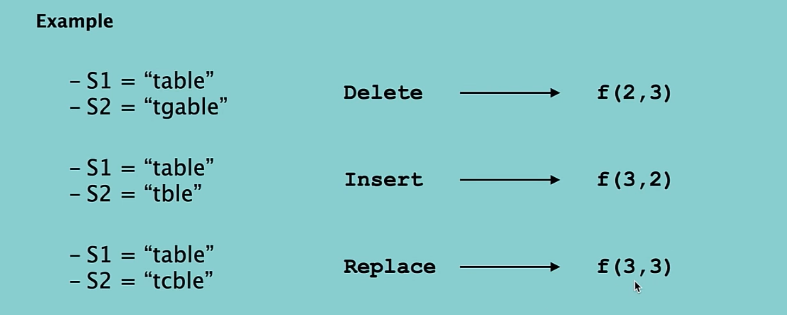 Example
– S1 = “table”
– S2 = “tgable”
Delete
f(2,3)
– S1 = “table”
– S2 = “tble”
Insert
f(3,2)
– S1 = “table”
– S2 = “tcble”
Replace
f(3,3)